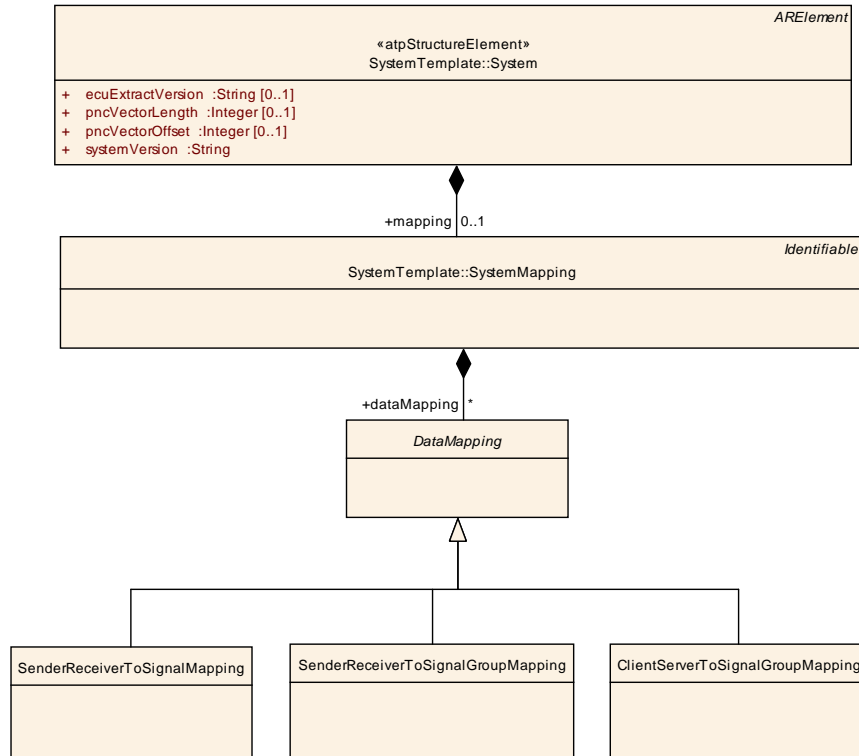 ARElement
«atpStructureElement»
SystemTemplate::System
+ ecuExtractVersion :String [0..1]
+ pncVectorLength :Integer [0..1]
+ pncVectorOffset :Integer [0..1]
+ systemVersion :String
+mapping 0..1
Identifiable
SystemTemplate::SystemMapping
+dataMapping *
DataMapping
SenderReceiverToSignalMapping
SenderReceiverToSignalGroupMapping
ClientServerToSignalGroupMapping